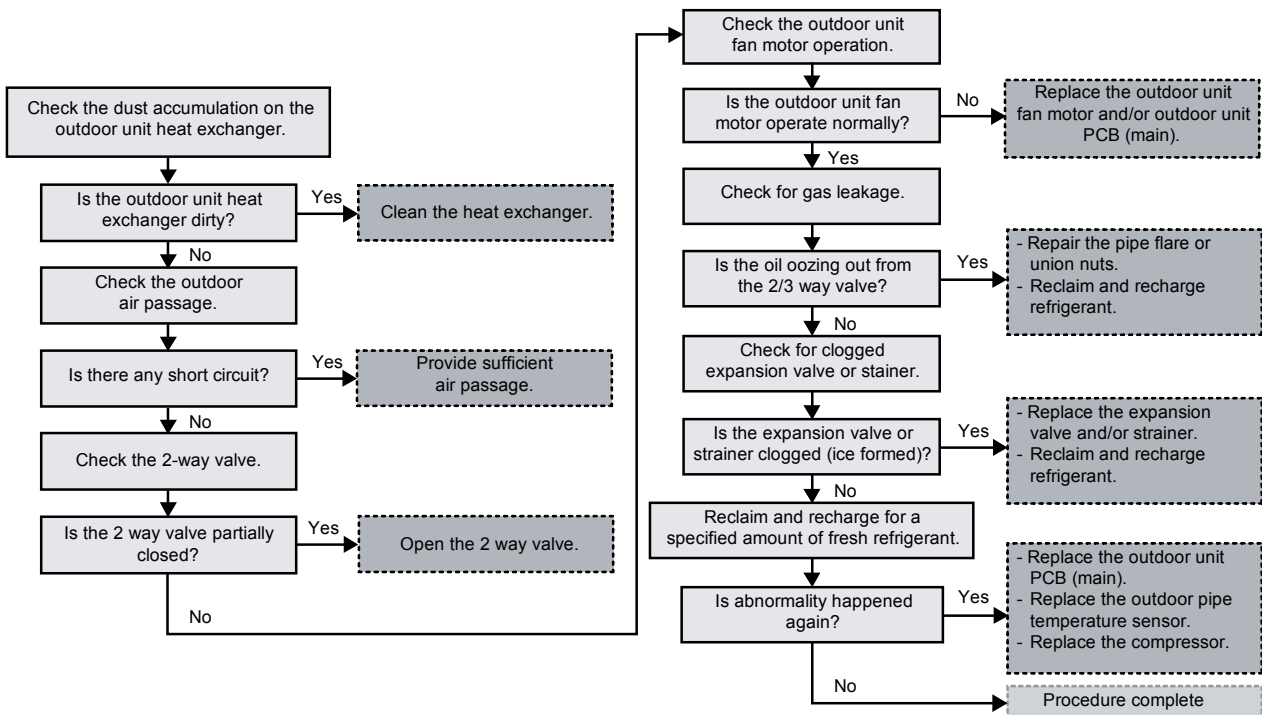 Check the dust accumulation on the
outdoor unit heat exchanger.
Is the outdoor unit heat
exchanger dirty?
Yes
Clean the heat exchanger.
No
Check the outdoor
air passage.
Is there any short circuit?
Yes
Provide sufficient
air passage.
No
Check the 2-way valve.
Is the 2 way valve partially
closed?
Yes
Open the 2 way valve.
No
Check the outdoor unit
fan motor operation.
Is the outdoor unit fan
motor operate normally?
No
Replace the outdoor unit
fan motor and/or outdoor unit
PCB (main).
Yes
Check for gas leakage.
Is the oil oozing out from
the 2/3 way valve?
Yes
- Repair the pipe flare or
union nuts.
- Reclaim and recharge
refrigerant.
No
Check for clogged
expansion valve or stainer.
Is the expansion valve or
strainer clogged (ice formed)?
Yes
- Replace the expansion
valve and/or strainer.
- Reclaim and recharge
refrigerant.
No
Reclaim and recharge for a
specified amount of fresh refrigerant.
Is abnormality happened
again?
Yes
- Replace the outdoor unit
PCB (main).
- Replace the outdoor pipe
temperature sensor.
- Replace the compressor.
No
Procedure complete